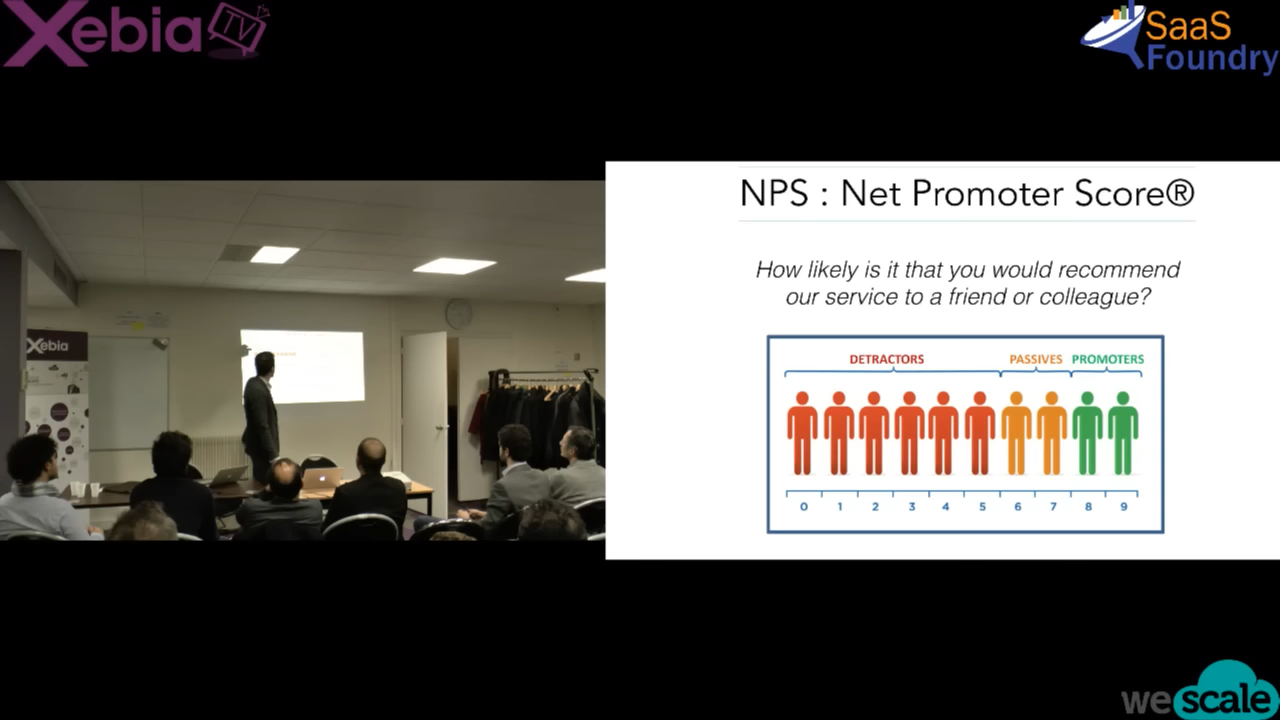 Xebia
TV
SaaS
Foundry
NPS : Net Promoter Score®
How likely is it that you would recommend
our service to a friend or colleague?
DETRACTORS PASSIVES PROMOTERS
0 1 2 3 4 5 6 7 8 9
Xebia
wescale